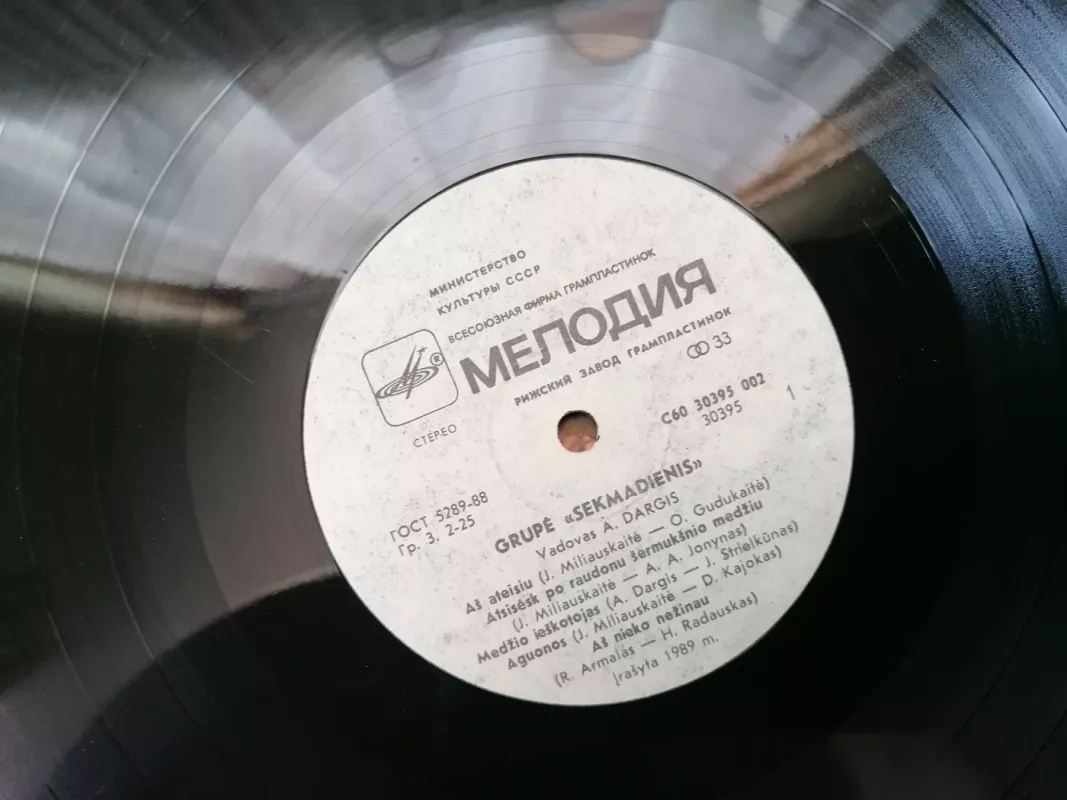 МИНИСТЕРСТВО
КУЛЬТУРЫ СССР
ВСЕСОЮЗНАЯ ФИРМА ГРАМПЛАСТИНОК
МЕЛОДИЯ
РИЖСКИЙ ЗАВОД ГРАМПЛАСТИНОК
®
СТЕРЕО
33
С60 30395 002
30395
1
ГОСТ 5289-88
Гр. 3. 2-25
GRUPĖ «SEKMADIENIS»
Vadovas A. DARGIS
Aš ateisiu (J. Miliauskaitė — O. Gudukaitė)
Atsisėsk po raudonu šermukšnio medžiu
(J. Miliauskaitė — A. A. Jonynas)
Medžio ieškotojas (A. Dargis — J. Strielkūnas)
Aguonos (J. Miliauskaitė — D. Kajokas)
Aš nieko nežinau
(R. Armalas — H. Radauskas)
Įrašyta 1989 m.